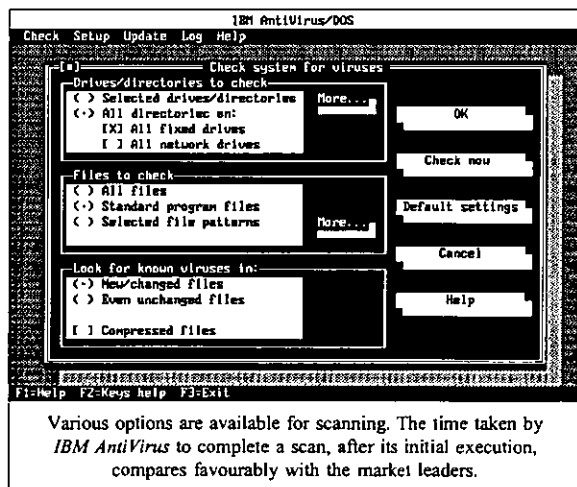 IBM AntiVirus/DOS
Check Setup Update Log Help
[■] Check system for viruses
Drives/directories to check
( ) Selected drives/directories More...
(·) All directories on:
[X] All fixed drives
[ ] All network drives
Files to check
( ) All files
(·) Standard program files
( ) Selected file patterns More...
Look for known viruses in:
(·) New/changed files
( ) Even unchanged files
[ ] Compressed files
OK
Check now
Default settings
Cancel
Help
F1=Help F2=Keys help F3=Exit
Various options are available for scanning. The time taken by
IBM AntiVirus to complete a scan, after its initial execution,
compares favourably with the market leaders.